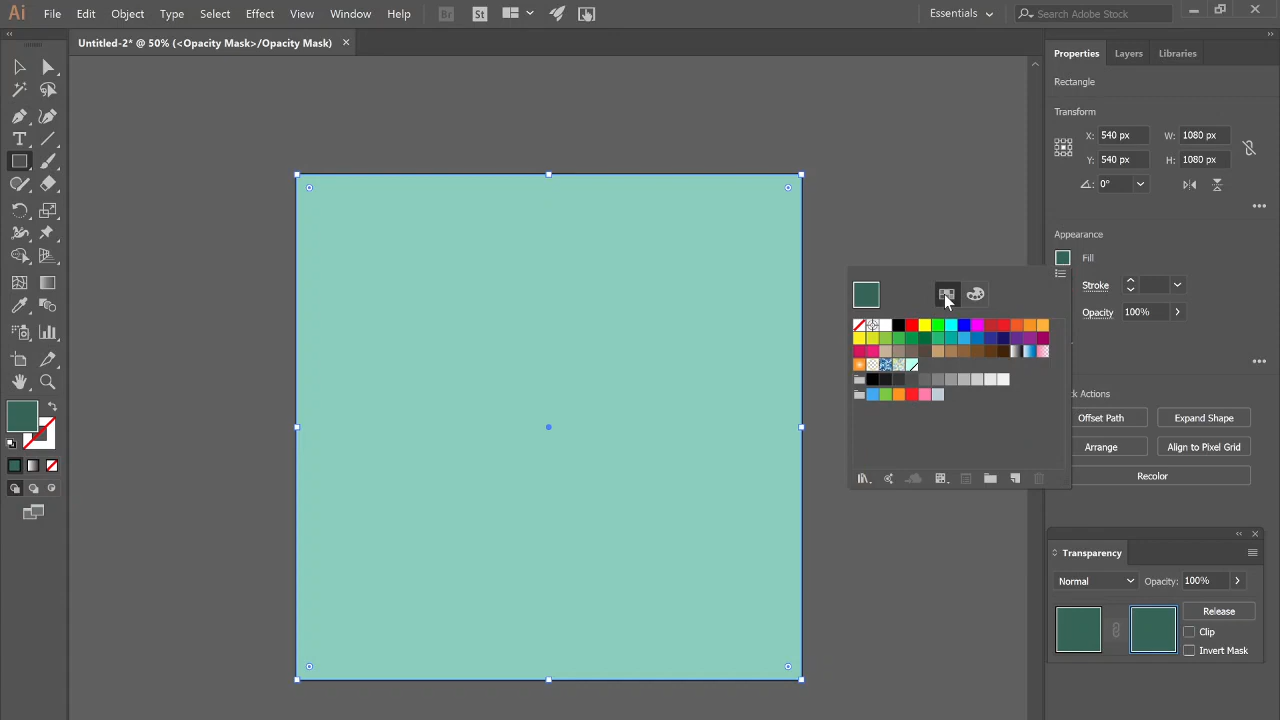 Ai File Edit Object Type Select Effect View Window Help Br St Essentials Search Adobe Stock
Untitled-2* @ 50% (<Opacity Mask>/Opacity Mask)
Properties Layers Libraries
Rectangle
Transform
X: 540 px W: 1080 px
Y: 540 px H: 1080 px
0°
Appearance
Fill
Stroke
Opacity 100%
ck Actions
Offset Path Expand Shape
Arrange Align to Pixel Grid
Recolor
Transparency
Normal Opacity: 100%
Release
Clip
Invert Mask